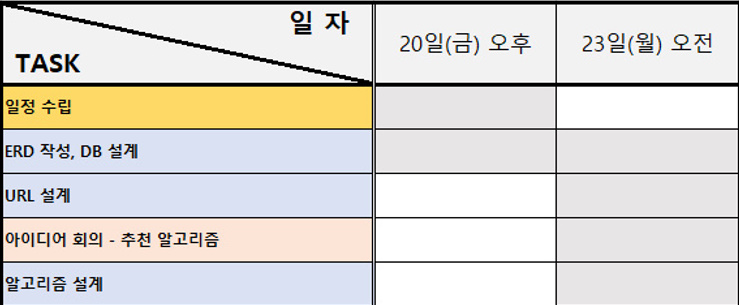 일 자
TASK
20일(금) 오후
23일(월) 오전
일정 수립
ERD 작성, DB 설계
URL 설계
아이디어 회의 - 추천 알고리즘
알고리즘 설계